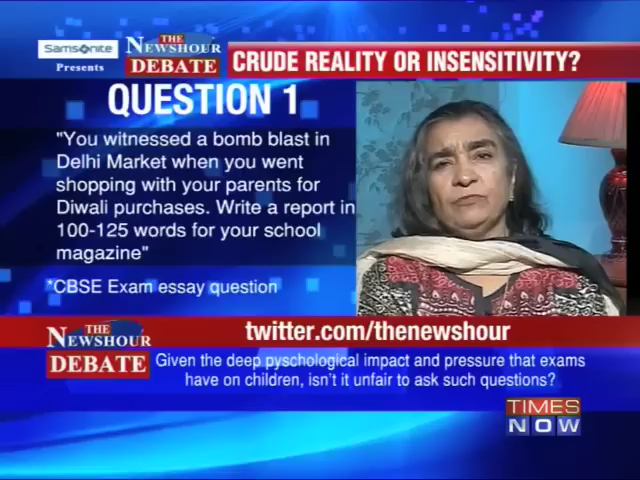 Samsonite
Presents
THE
NEWSHOUR
DEBATE
CRUDE REALITY OR INSENSITIVITY?
QUESTION 1
"You witnessed a bomb blast in
Delhi Market when you went
shopping with your parents for
Diwali purchases. Write a report in
100-125 words for your school
magazine"
*CBSE Exam essay question
THE
NEWSHOUR
DEBATE
twitter.com/thenewshour
Given the deep pyschological impact and pressure that exams
have on children, isn't it unfair to ask such questions?
TIMES
NOW